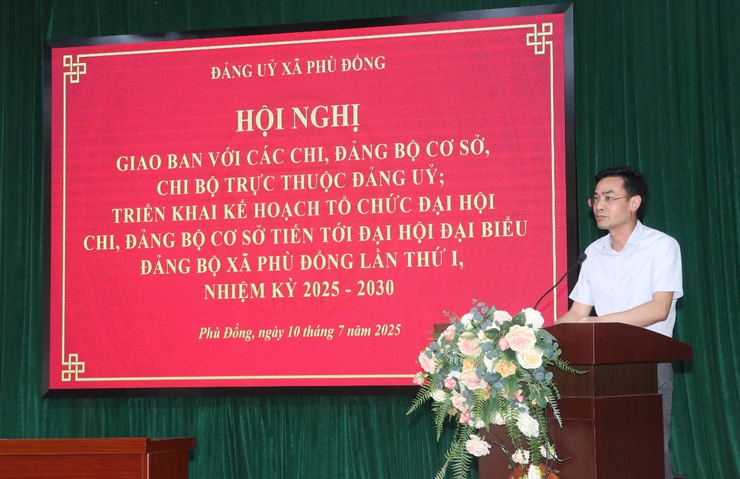 ĐẢNG UỶ XÃ PHÙ ĐỔNG
HỘI NGHỊ
GIAO BAN VỚI CÁC CHI, ĐẢNG BỘ CƠ SỞ,
CHI BỘ TRỰC THUỘC ĐẢNG UỶ;
TRIỂN KHAI KẾ HOẠCH TỔ CHỨC ĐẠI HỘI
CHI, ĐẢNG BỘ CƠ SỞ TIẾN TỚI ĐẠI HỘI ĐẠI BIỂU
ĐẢNG BỘ XÃ PHÙ ĐỔNG LẦN THỨ I,
NHIỆM KỲ 2025 - 2030
Phù Đổng, ngày 10 tháng 7 năm 2025